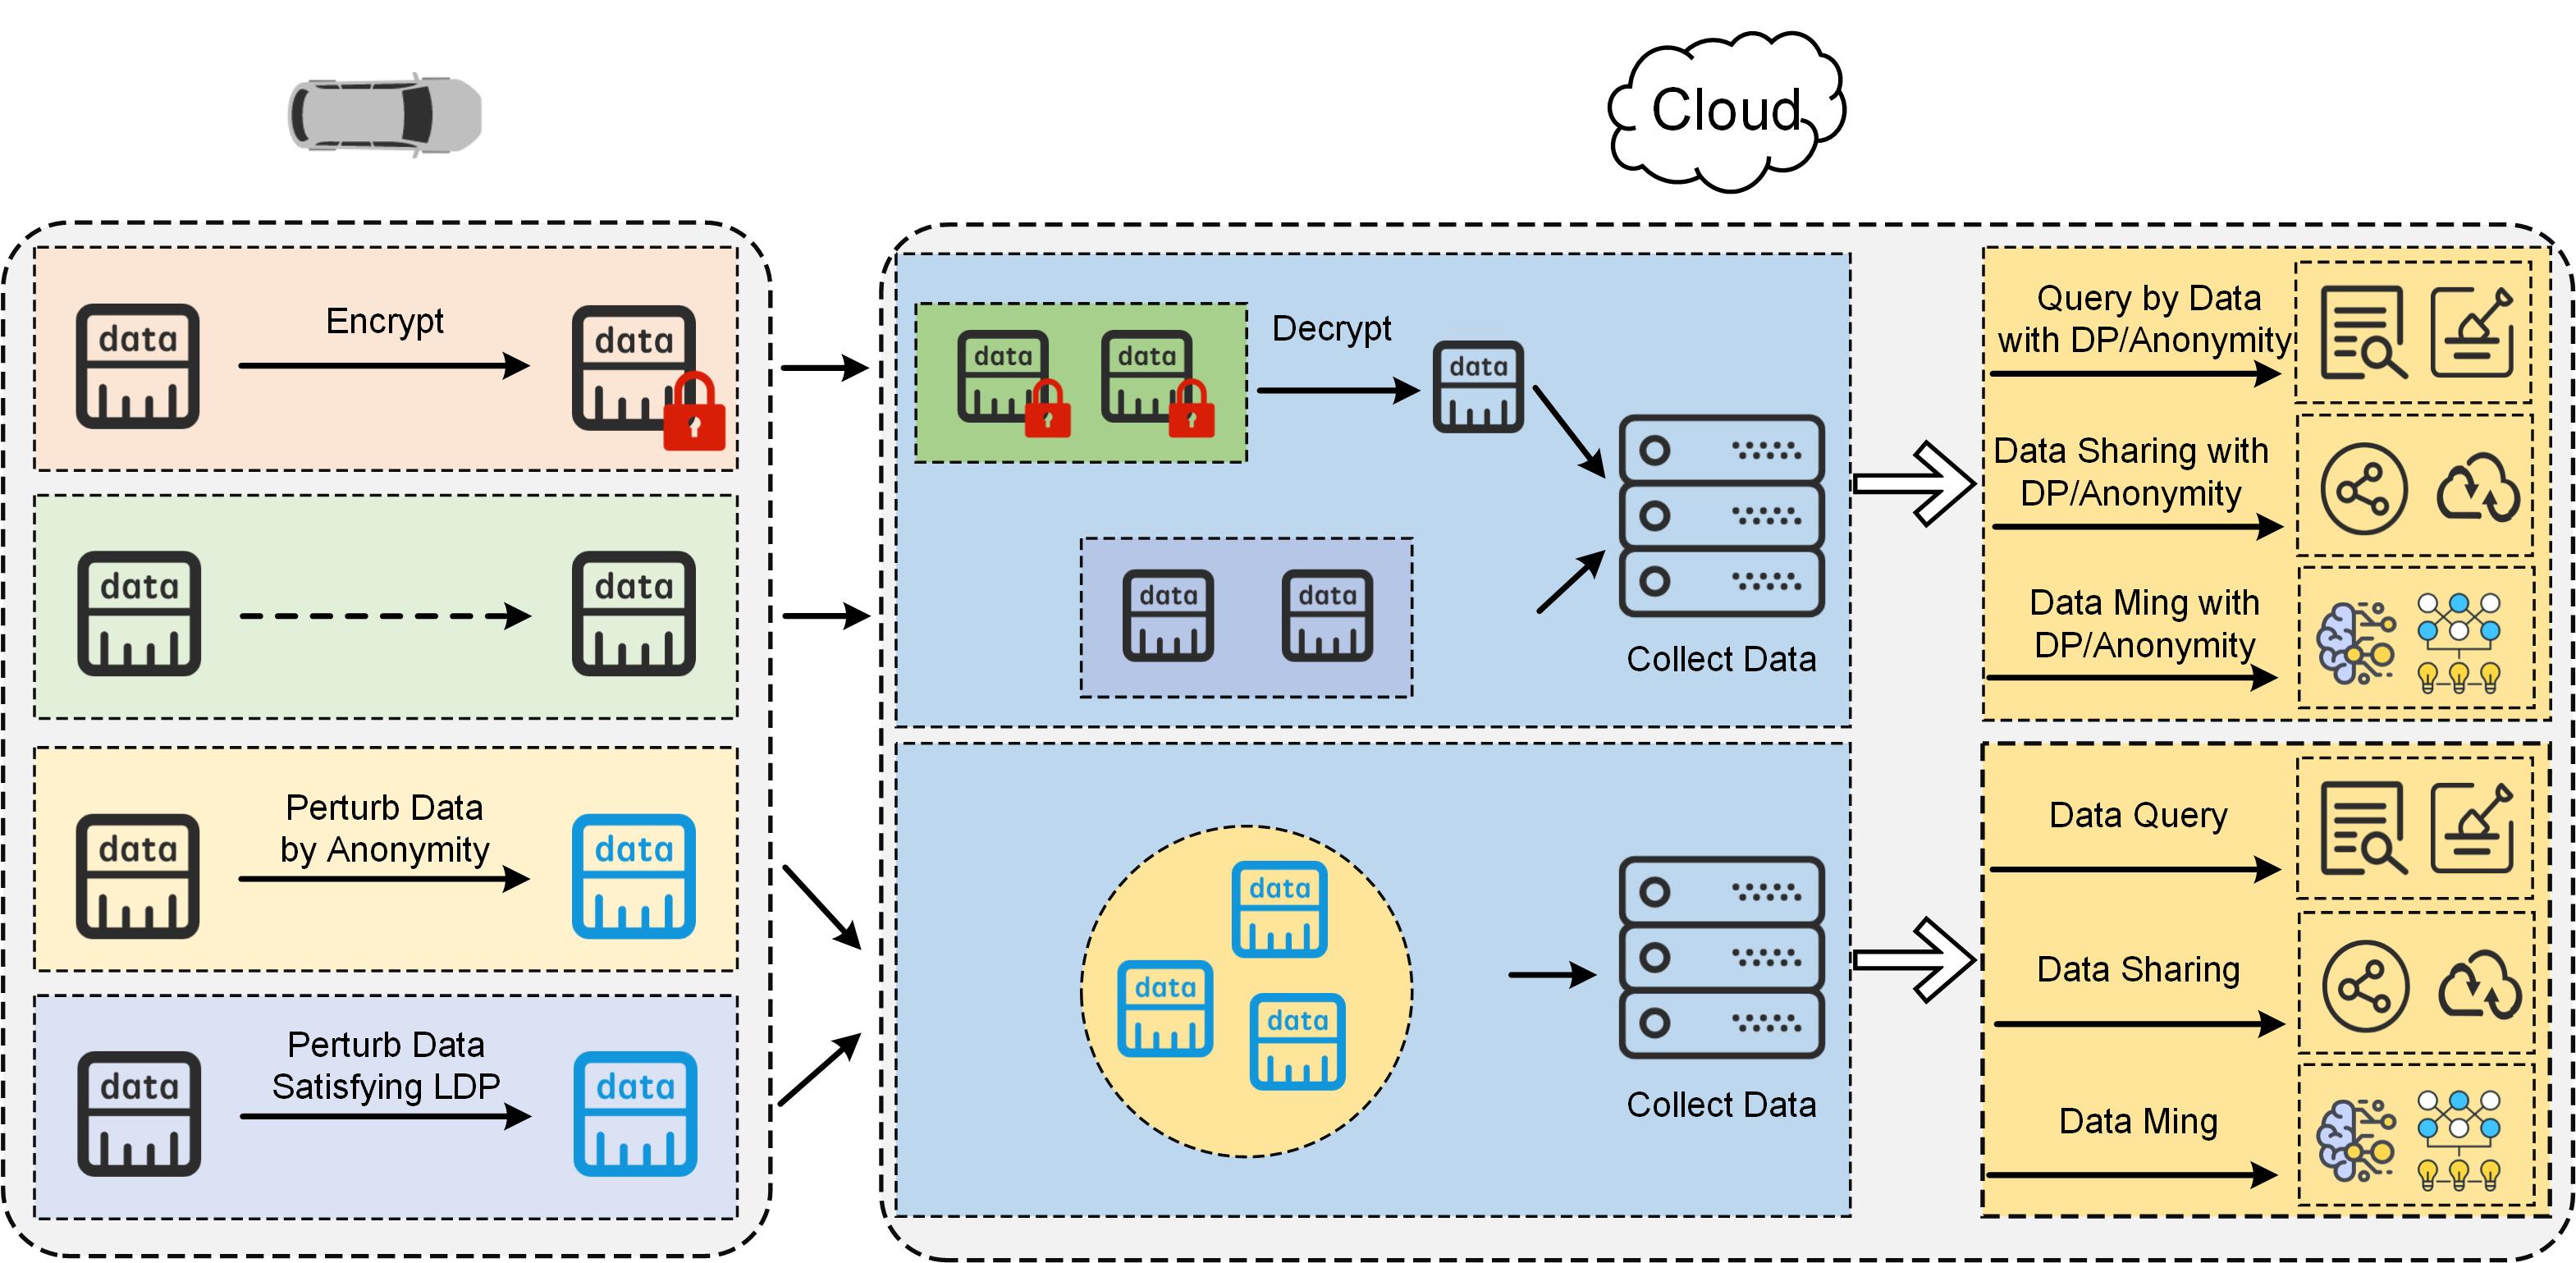 Cloud
data
Encrypt
data
data
data
data
Perturb Data
by Anonymity
data
data
Perturb Data
Satisfying LDP
data
data
data
data
Decrypt
data
data
data
Collect Data
data
data
data
Collect Data
Query by Data
with DP/Anonymity
Data Sharing with
DP/Anonymity
Data Ming with
DP/Anonymity
Data Query
Data Sharing
Data Ming